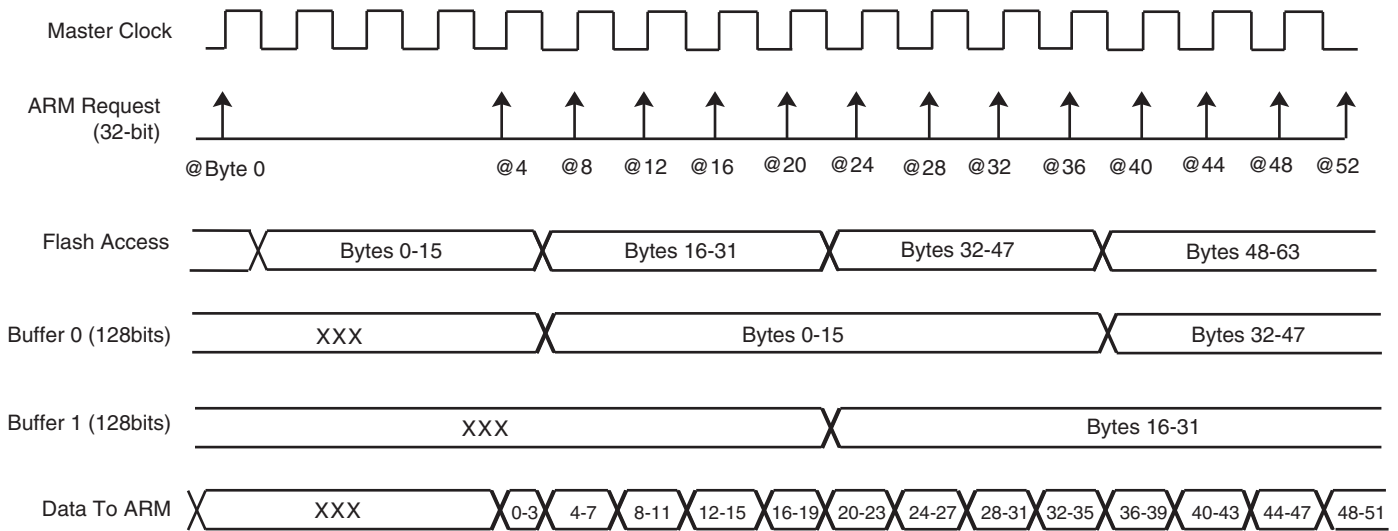 Master Clock
ARM Request
(32-bit)
@Byte 0 @4 @8 @12 @16 @20 @24 @28 @32 @36 @40 @44 @48 @52
Flash Access Bytes 0-15 Bytes 16-31 Bytes 32-47 Bytes 48-63
Buffer 0 (128bits) XXX Bytes 0-15 Bytes 32-47
Buffer 1 (128bits) XXX Bytes 16-31
Data To ARM XXX 0-3 4-7 8-11 12-15 16-19 20-23 24-27 28-31 32-35 36-39 40-43 44-47 48-51